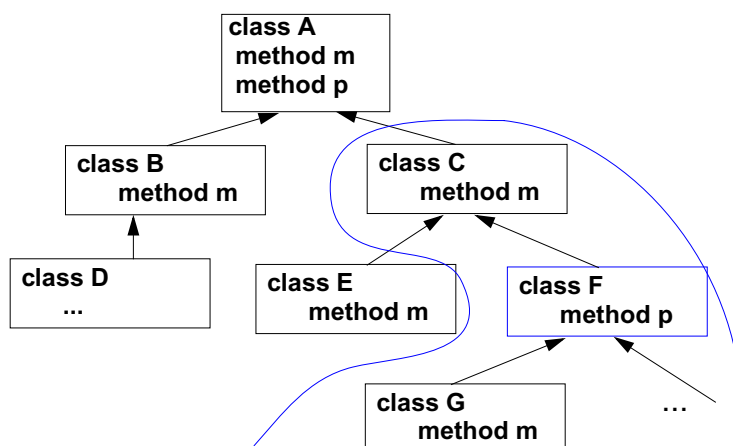 class A
method m
method p
class B
method m
class C
method m
class D
...
class E
method m
class F
method p
class G
method m
...